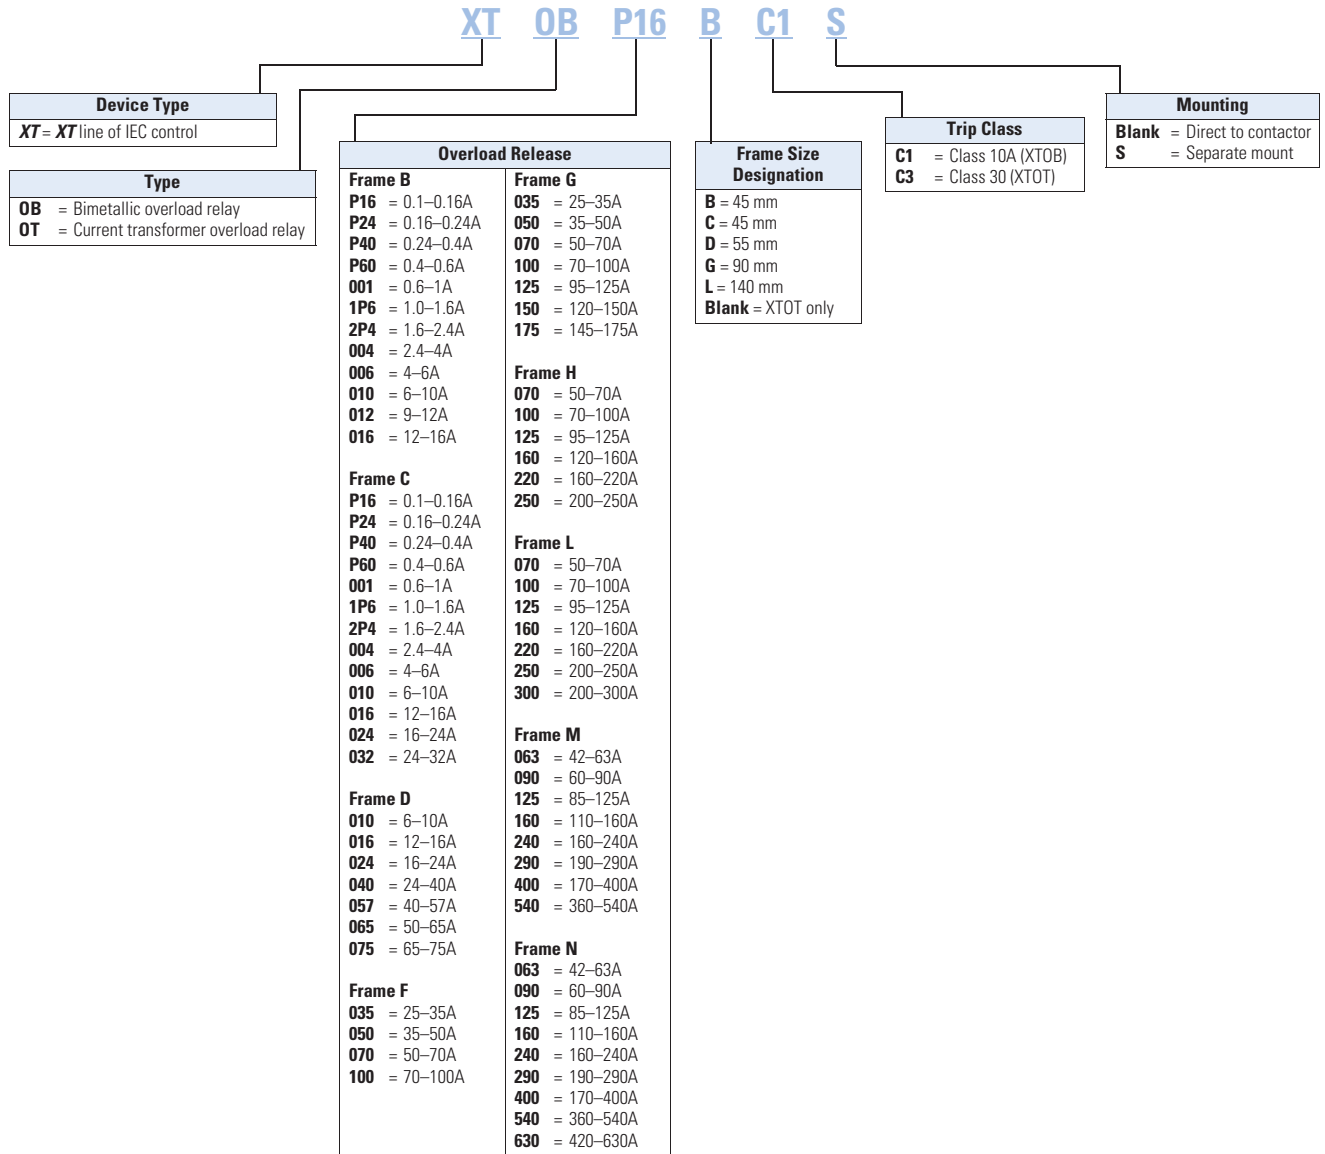 XT OB P16 B C1 S
Device Type
XT = XT line of IEC control
Type
OB = Bimetallic overload relay
OT = Current transformer overload relay
Overload Release
Frame B
P16 = 0.1–0.16A
P24 = 0.16–0.24A
P40 = 0.24–0.4A
P60 = 0.4–0.6A
001 = 0.6–1A
1P6 = 1.0–1.6A
2P4 = 1.6–2.4A
004 = 2.4–4A
006 = 4–6A
010 = 6–10A
012 = 9–12A
016 = 12–16A
Frame C
P16 = 0.1–0.16A
P24 = 0.16–0.24A
P40 = 0.24–0.4A
P60 = 0.4–0.6A
001 = 0.6–1A
1P6 = 1.0–1.6A
2P4 = 1.6–2.4A
004 = 2.4–4A
006 = 4–6A
010 = 6–10A
016 = 12–16A
024 = 16–24A
032 = 24–32A
Frame D
010 = 6–10A
016 = 12–16A
024 = 16–24A
040 = 24–40A
057 = 40–57A
065 = 50–65A
075 = 65–75A
Frame F
035 = 25–35A
050 = 35–50A
070 = 50–70A
100 = 70–100A
Frame G
035 = 25–35A
050 = 35–50A
070 = 50–70A
100 = 70–100A
125 = 95–125A
150 = 120–150A
175 = 145–175A
Frame H
070 = 50–70A
100 = 70–100A
125 = 95–125A
160 = 120–160A
220 = 160–220A
250 = 200–250A
Frame L
070 = 50–70A
100 = 70–100A
125 = 95–125A
160 = 120–160A
220 = 160–220A
250 = 200–250A
300 = 200–300A
Frame M
063 = 42–63A
090 = 60–90A
125 = 85–125A
160 = 110–160A
240 = 160–240A
290 = 190–290A
400 = 170–400A
540 = 360–540A
Frame N
063 = 42–63A
090 = 60–90A
125 = 85–125A
160 = 110–160A
240 = 160–240A
290 = 190–290A
400 = 170–400A
540 = 360–540A
630 = 420–630A
Frame Size
Designation
B = 45 mm
C = 45 mm
D = 55 mm
G = 90 mm
L = 140 mm
Blank = XTOT only
Trip Class
C1 = Class 10A (XTOB)
C3 = Class 30 (XTOT)
Mounting
Blank = Direct to contactor
S = Separate mount